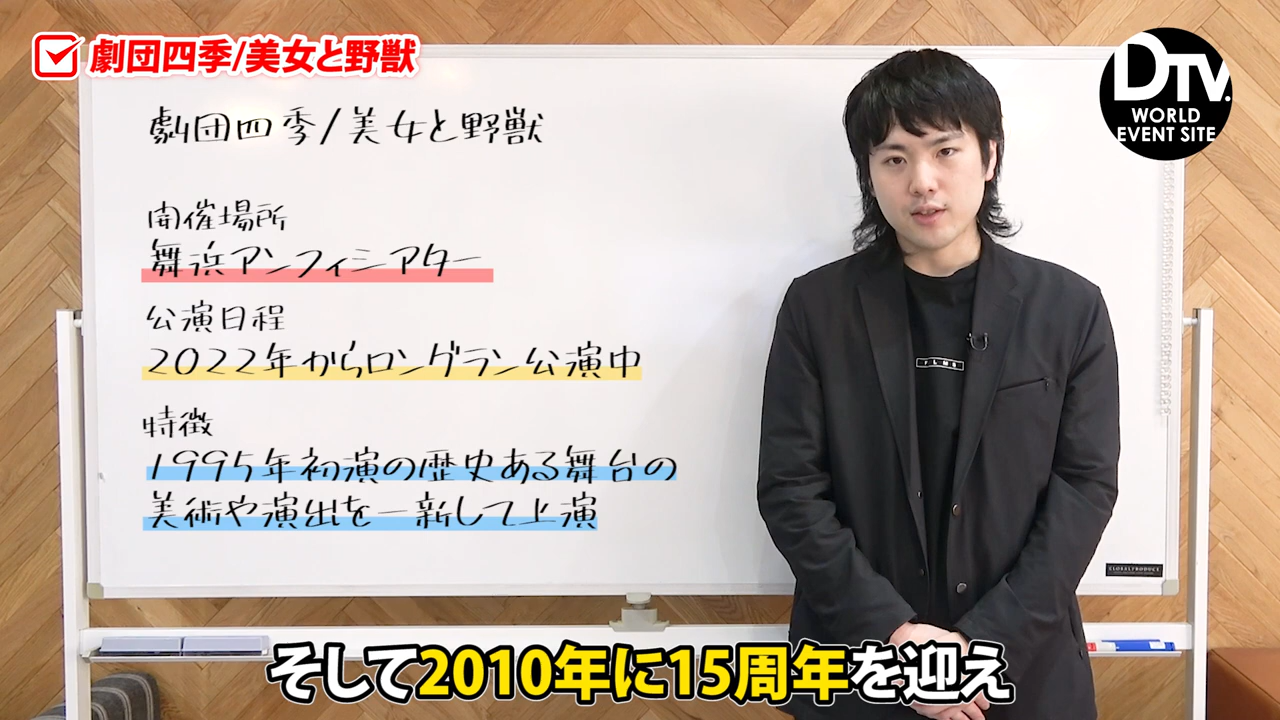 劇団四季/美女と野獣
DTV.
WORLD
EVENT SITE
劇団四季/美女と野獣
開催場所
舞浜アンフィシアター
公演日程
2022年からロングラン公演中
特徴
1995年初演の歴史ある舞台の
美術や演出を一新して上演
FLMG
GLOBALPRODUCE
そして2010年に15周年を迎え